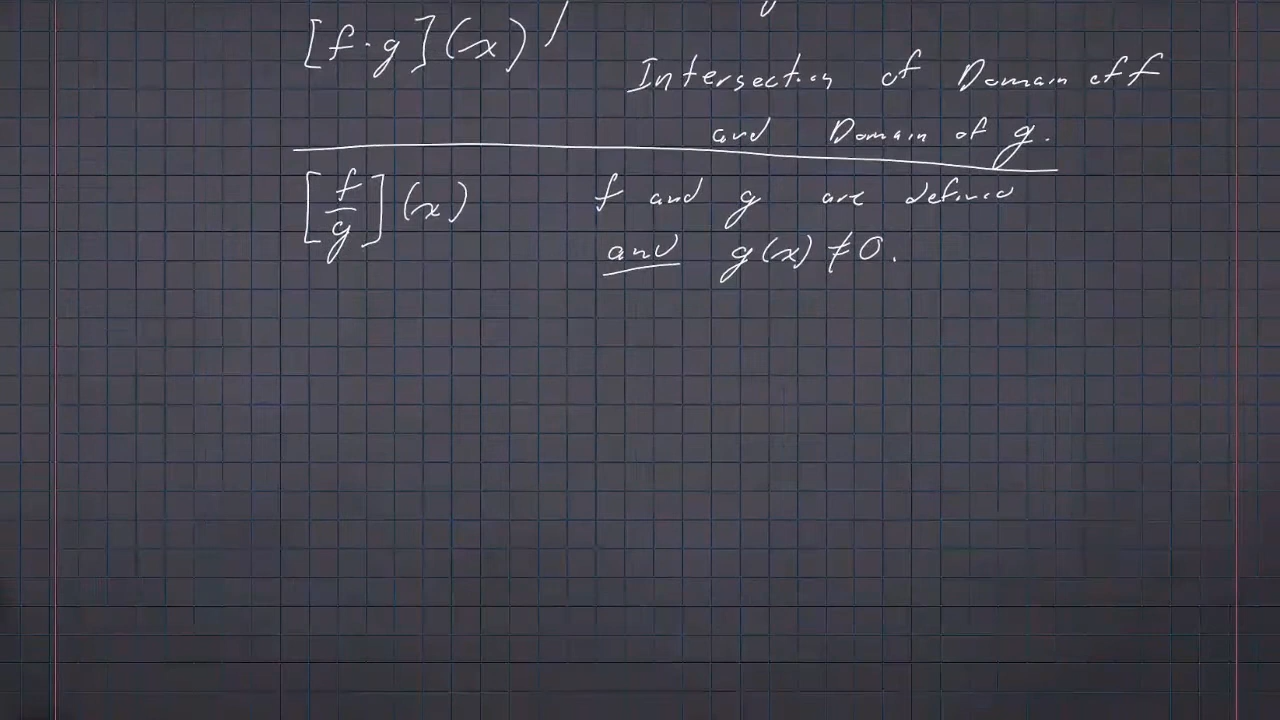 [f·g](x)
Intersection of Domain of f
and Domain of g.
[f/g](x) f and g are defined
and g(x) ≠ 0.